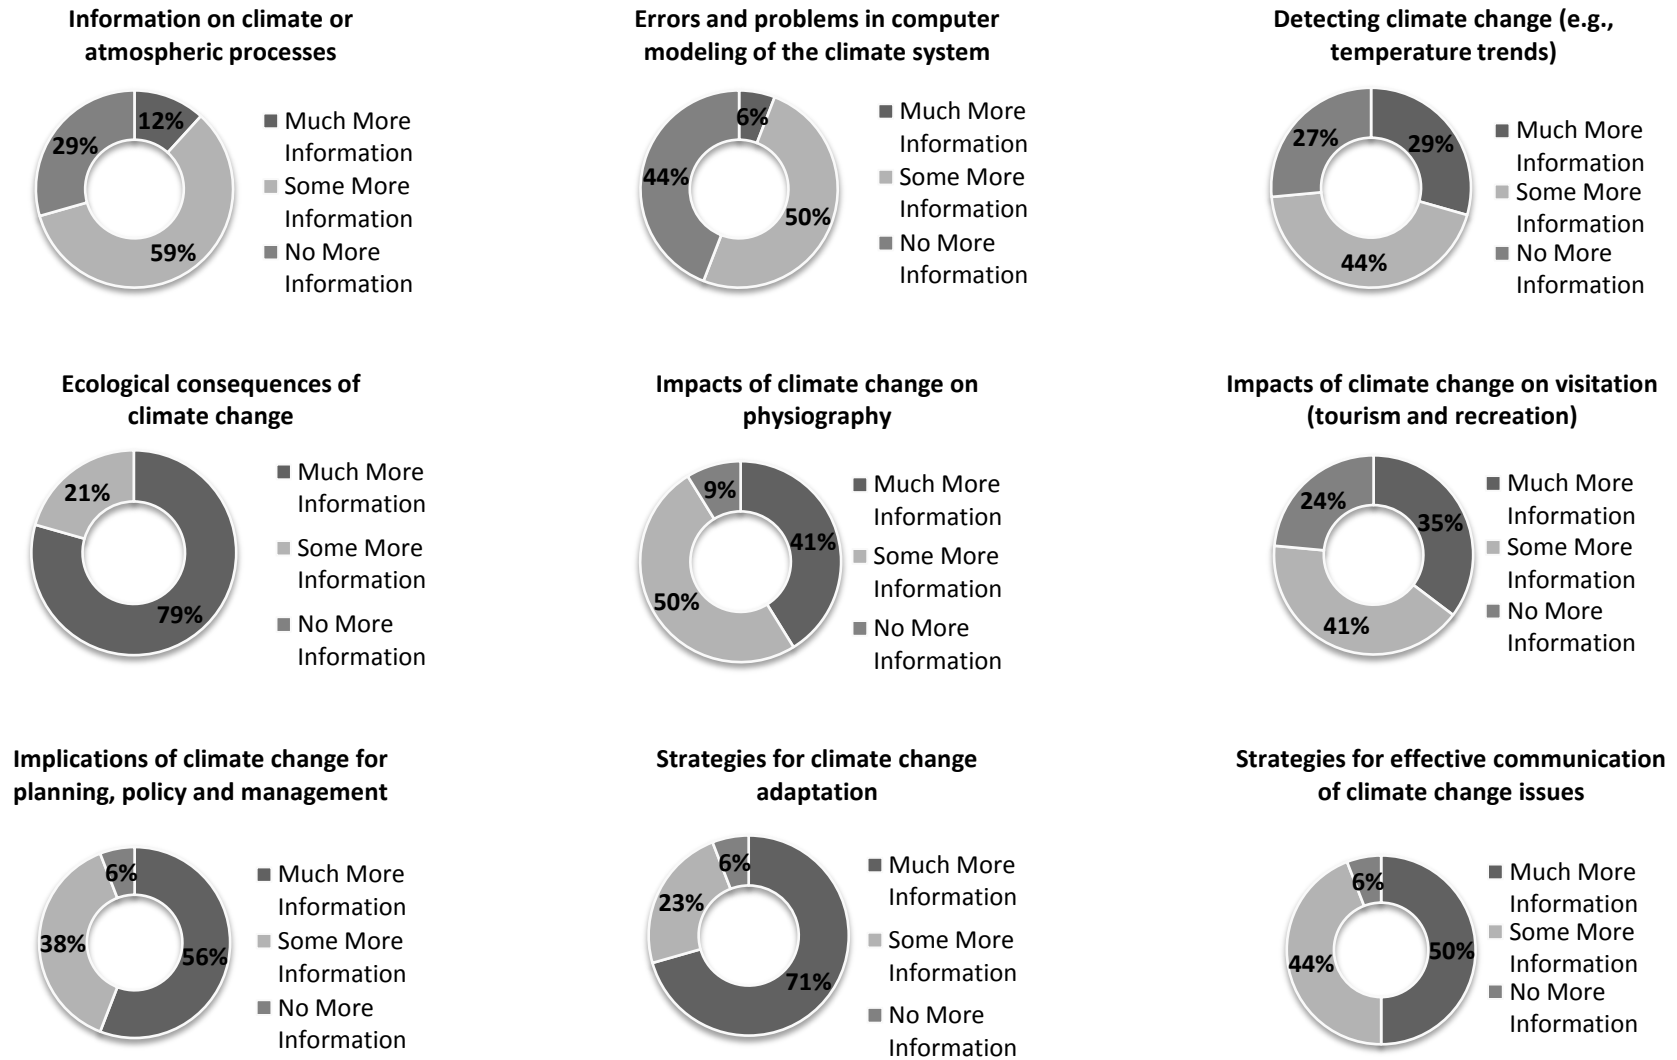 Information on climate or
atmospheric processes
12%
29%
59%
Much More
Information
Some More
Information
No More
Information
Errors and problems in computer
modeling of the climate system
6%
44%
50%
Much More
Information
Some More
Information
No More
Information
Detecting climate change (e.g.,
temperature trends)
27%
29%
44%
Much More
Information
Some More
Information
No More
Information
Ecological consequences of
climate change
21%
79%
Much More
Information
Some More
Information
No More
Information
Impacts of climate change on
physiography
9%
41%
50%
Much More
Information
Some More
Information
No More
Information
Impacts of climate change on visitation
(tourism and recreation)
24%
35%
41%
Much More
Information
Some More
Information
No More
Information
Implications of climate change for
planning, policy and management
6%
38%
56%
Much More
Information
Some More
Information
No More
Information
Strategies for climate change
adaptation
6%
23%
71%
Much More
Information
Some More
Information
No More
Information
Strategies for effective communication
of climate change issues
6%
44%
50%
Much More
Information
Some More
Information
No More
Information